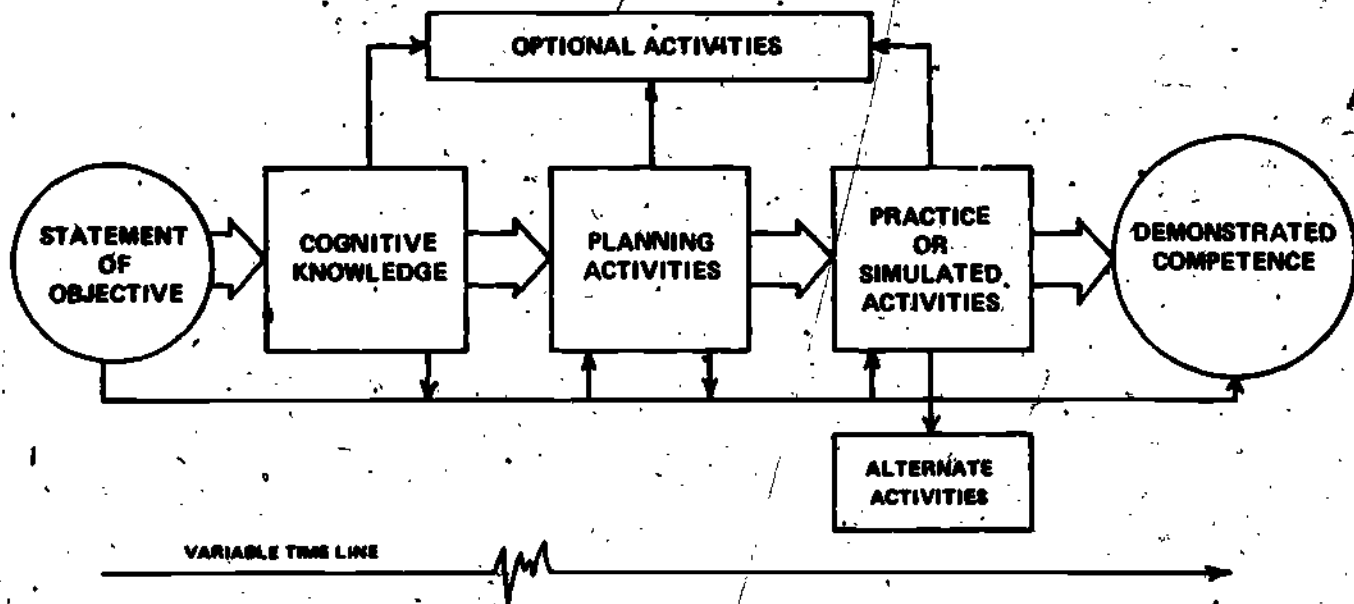 OPTIONAL ACTIVITIES
STATEMENT
OF
OBJECTIVE
COGNITIVE
KNOWLEDGE
PLANNING
ACTIVITIES
PRACTICE
OR
SIMULATED
ACTIVITIES
DEMONSTRATED
COMPETENCE
ALTERNATE
ACTIVITIES
VARIABLE TIME LINE